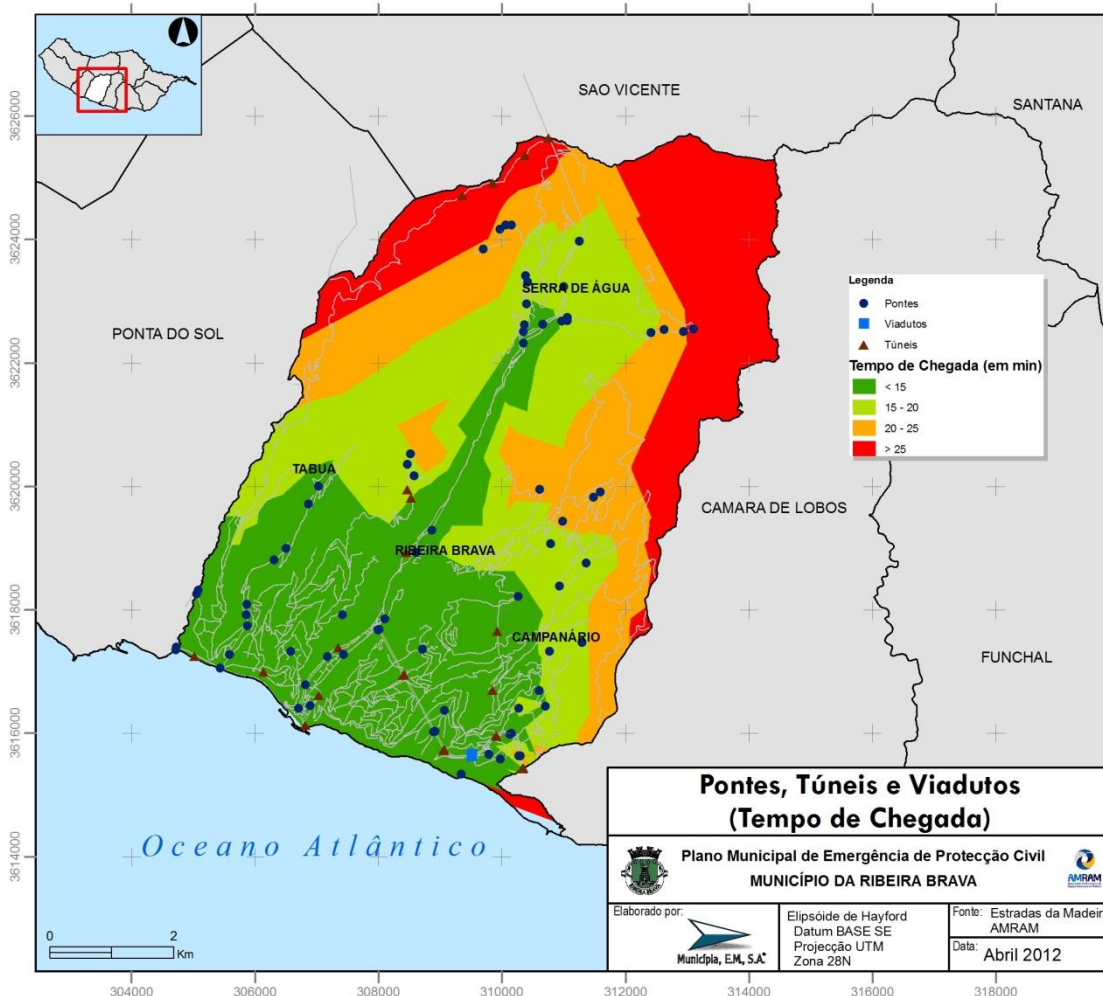 SAO VICENTE
SANTANA
PONTA DO SOL
SERRA DE ÁGUA
TABUA
RIBEIRA BRAVA
CAMPANÁRIO
CAMARA DE LOBOS
FUNCHAL
Oceano Atlântico
Legenda
Pontes
Viadutos
Túneis
Tempo de Chegada (em min)
< 15
15 - 20
20 - 25
> 25
3626000
3624000
3622000
3620000
3618000
3616000
3614000
0 2
Km
Pontes, Túneis e Viadutos
(Tempo de Chegada)
Plano Municipal de Emergência de Protecção Civil
MUNICÍPIO DA RIBEIRA BRAVA
RIBEIRA BRAVA
AMRAM
Elaborado por:
Municípia, E.M., S.A.
Elipsóide de Hayford
Datum BASE SE
Projecção UTM
Zona 28N
Fonte: Estradas da Madeir
AMRAM
Data: Abril 2012
304000 306000 308000 310000 312000 314000 316000 318000